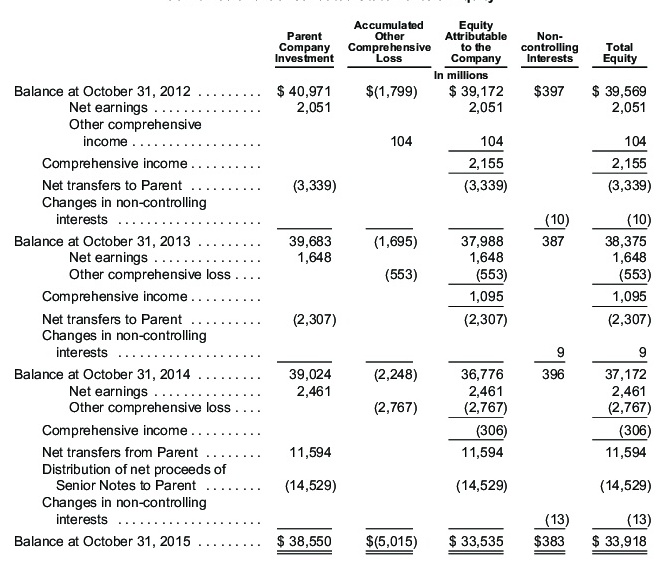 Parent Company Investment Accumulated Other Comprehensive Loss Equity Attributable to the Company Non-controlling Interests Total Equity
In millions
Balance at October 31, 2012 ......... $ 40,971 $(1,799) $ 39,172 $397 $ 39,569
Net earnings ............... 2,051 2,051 2,051
Other comprehensive
income .................. 104 104 104
Comprehensive income .......... 2,155 2,155
Net transfers to Parent .......... (3,339) (3,339) (3,339)
Changes in non-controlling
interests .................... (10) (10)
Balance at October 31, 2013 ......... 39,683 (1,695) 37,988 387 38,375
Net earnings ............... 1,648 1,648 1,648
Other comprehensive loss .... (553) (553) (553)
Comprehensive income .......... 1,095 1,095
Net transfers to Parent .......... (2,307) (2,307) (2,307)
Changes in non-controlling
interests .................... 9 9
Balance at October 31, 2014 ......... 39,024 (2,248) 36,776 396 37,172
Net earnings ............... 2,461 2,461 2,461
Other comprehensive loss .... (2,767) (2,767) (2,767)
Comprehensive income .......... (306) (306)
Net transfers from Parent ........ 11,594 11,594 11,594
Distribution of net proceeds of
Senior Notes to Parent ........ (14,529) (14,529) (14,529)
Changes in non-controlling
interests .................... (13) (13)
Balance at October 31, 2015 ......... $ 38,550 $(5,015) $ 33,535 $383 $ 33,918